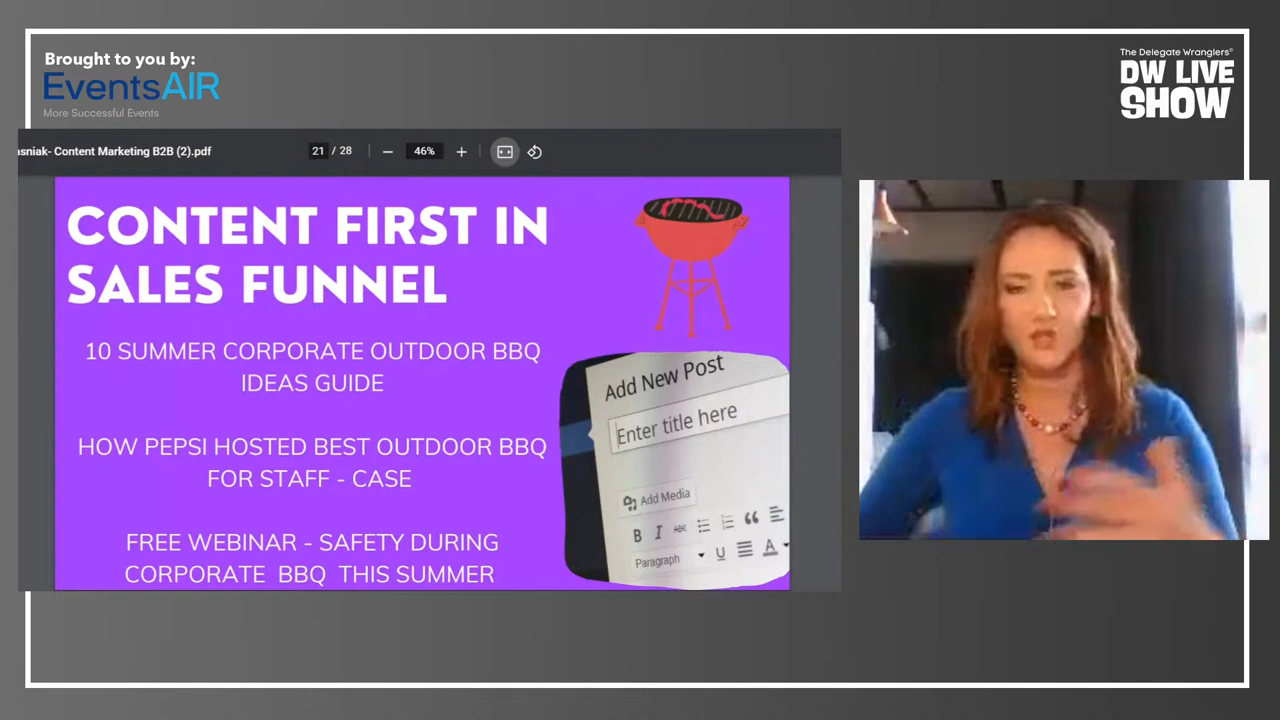 Brought to you by:
EventsAIR
More Successful Events
The Delegate Wranglers®
DW LIVE
SHOW
sniak- Content Marketing B2B (2).pdf
21 / 28
46%
CONTENT FIRST IN
SALES FUNNEL
10 SUMMER CORPORATE OUTDOOR BBQ
IDEAS GUIDE
HOW PEPSI HOSTED BEST OUTDOOR BBQ
FOR STAFF - CASE
FREE WEBINAR - SAFETY DURING
CORPORATE BBQ THIS SUMMER
Add New Post
Enter title here
Add Media
B I ABC
Paragraph U A